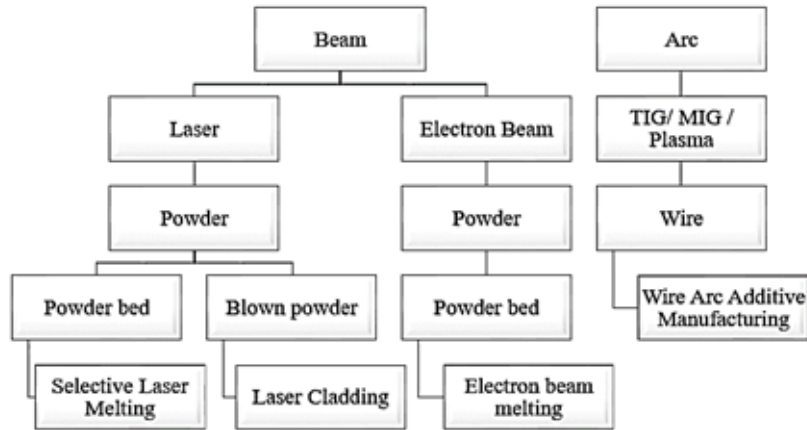 Beam
Arc
Laser
Electron Beam
TIG/ MIG /
Plasma
Powder
Powder
Wire
Powder bed
Blown powder
Powder bed
Wire Arc Additive
Manufacturing
Selective Laser
Melting
Laser Cladding
Electron beam
melting